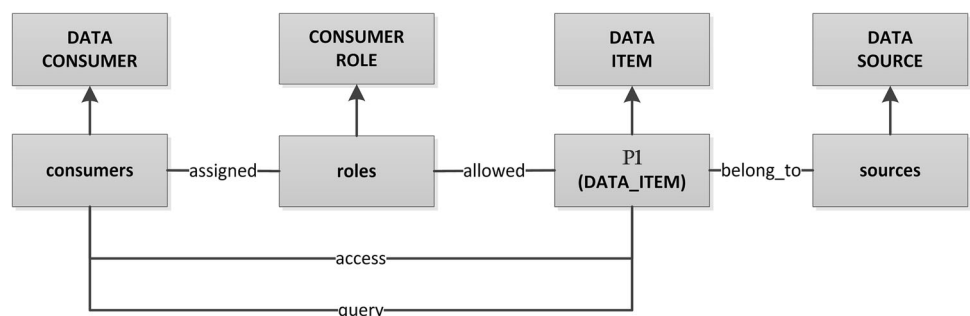 DATA
CONSUMER
CONSUMER
ROLE
DATA
ITEM
DATA
SOURCE
consumers
assigned
roles
allowed
P1
(DATA_ITEM)
belong_to
sources
access
query